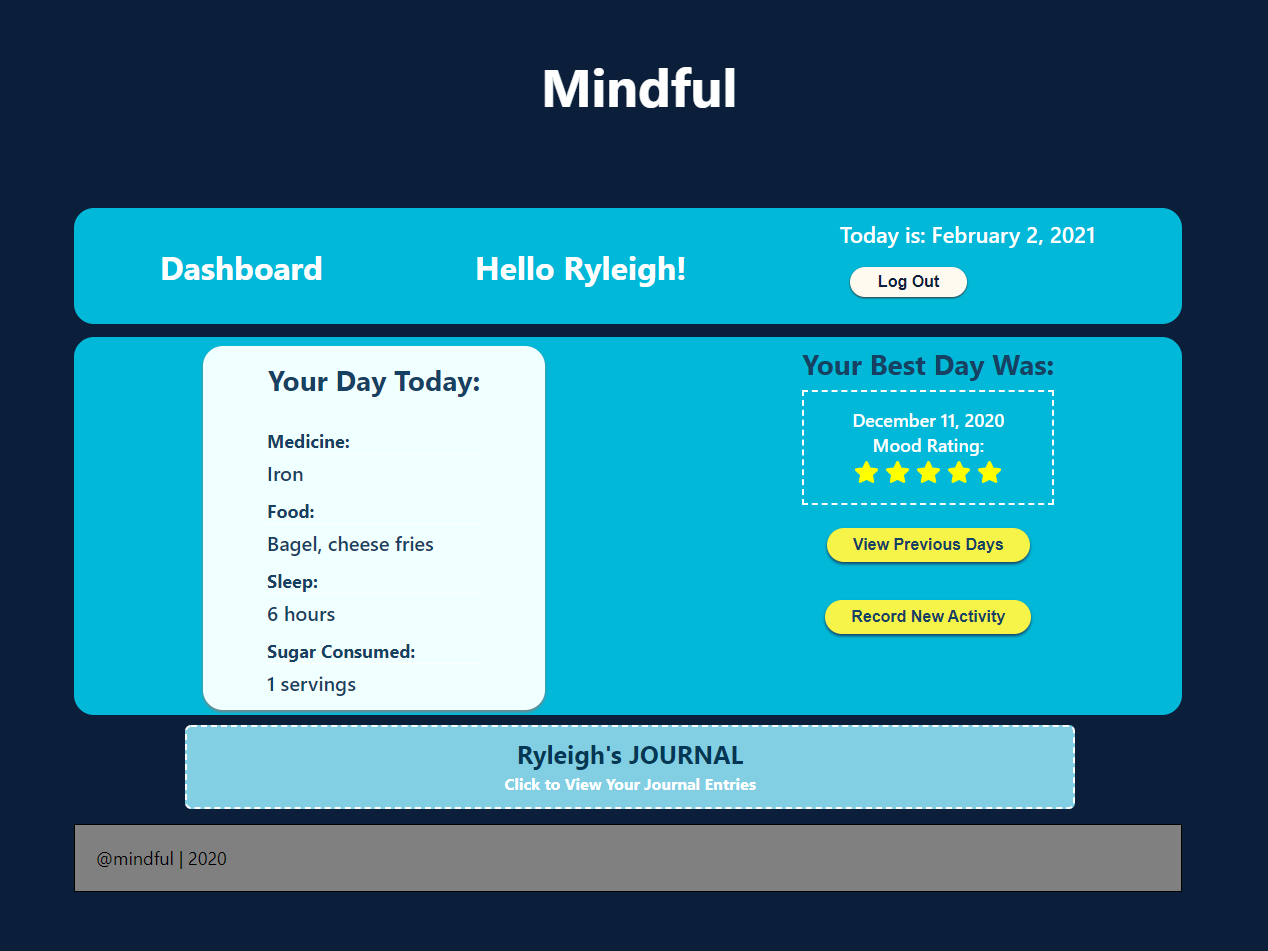 Mindful
Dashboard
Hello Ryleigh!
Today is: February 2, 2021
Log Out
Your Day Today:
Medicine:
Iron
Food:
Bagel, cheese fries
Sleep:
6 hours
Sugar Consumed:
1 servings
Your Best Day Was:
December 11, 2020
Mood Rating:
View Previous Days
Record New Activity
Ryleigh's JOURNAL
Click to View Your Journal Entries
@mindful | 2020